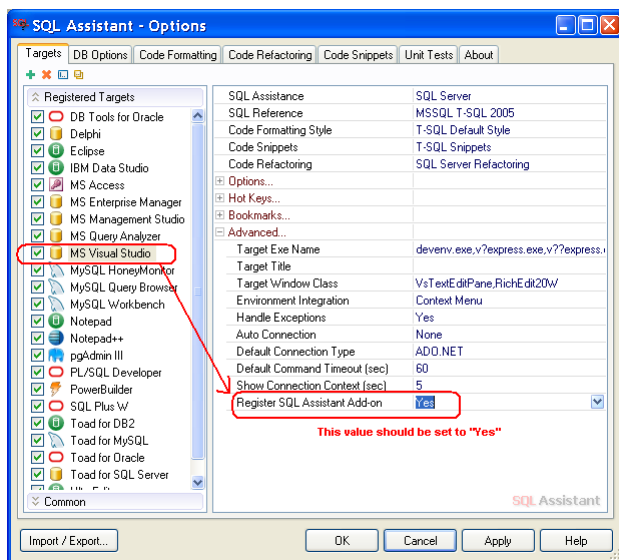 SQL Assistant - Options
Targets
DB Options
Code Formatting
Code Refactoring
Code Snippets
Unit Tests
About
Registered Targets
DB Tools for Oracle
Delphi
Eclipse
IBM Data Studio
MS Access
MS Enterprise Manager
MS Management Studio
MS Query Analyzer
MS Visual Studio
MySQL HoneyMonitor
MySQL Query Browser
MySQL Workbench
Notepad
Notepad++
pgAdmin III
PL/SQL Developer
PowerBuilder
SQL Plus W
Toad for DB2
Toad for MySQL
Toad for Oracle
Toad for SQL Server
Common
SQL Assistance SQL Server
SQL Reference MSSQL T-SQL 2005
Code Formatting Style T-SQL Default Style
Code Snippets T-SQL Snippets
Code Refactoring SQL Server Refactoring
Options...
Hot Keys...
Bookmarks...
Advanced...
Target Exe Name devenv.exe,v?express.exe,v??express.
Target Title
Target Window Class VsTextEditPane,RichEdit20W
Environment Integration Context Menu
Handle Exceptions Yes
Auto Connection None
Default Connection Type ADO.NET
Default Command Timeout (sec) 60
Show Connection Context (sec) 5
Register SQL Assistant Add-on Yes
This value should be set to "Yes"
SQL Assistant
Import / Export...
OK
Cancel
Apply
Help